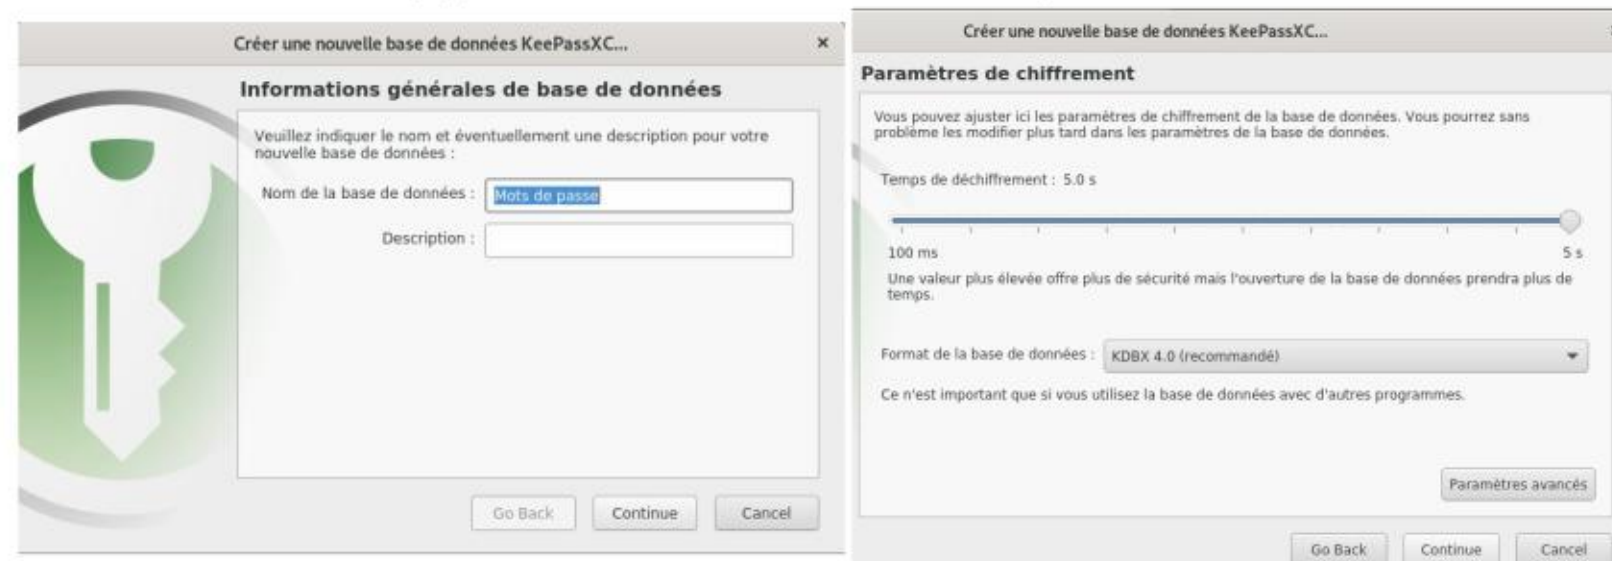 Créer une nouvelle base de données KeePassXC...
Informations générales de base de données
Veuillez indiquer le nom et éventuellement une description pour votre
nouvelle base de données :
Nom de la base de données : Mots de passe
Description :
Go Back Continue Cancel
Créer une nouvelle base de données KeePassXC...
Paramètres de chiffrement
Vous pouvez ajuster ici les paramètres de chiffrement de la base de données. Vous pourrez sans
problème les modifier plus tard dans les paramètres de la base de données.
Temps de déchiffrement : 5.0 s
100 ms 5 s
Une valeur plus élevée offre plus de sécurité mais l'ouverture de la base de données prendra plus de
temps.
Format de la base de données : KDBX 4.0 (recommandé)
Ce n'est important que si vous utilisez la base de données avec d'autres programmes.
Paramètres avancés
Go Back Continue Cancel